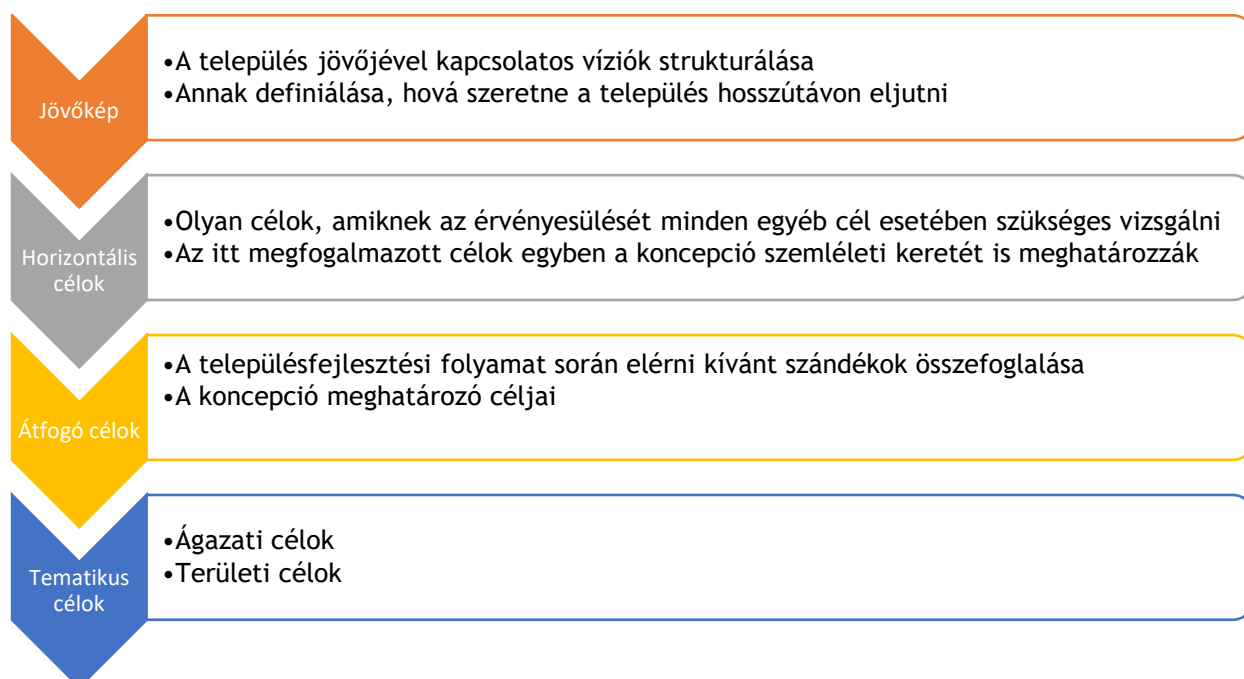 Jövőkép
•A település jövőjével kapcsolatos víziók strukturálása
•Annak definiálása, hová szeretne a település hosszútávon eljutni
Horizontális
célok
•Olyan célok, amiknek az érvényesülését minden egyéb cél esetében szükséges vizsgálni
•Az itt megfogalmazott célok egyben a koncepció szemléleti keretét is meghatározzák
Átfogó célok
•A településfejlesztési folyamat során elérni kívánt szándékok összefoglalása
•A koncepció meghatározó céljai
Tematikus
célok
•Ágazati célok
•Területi célok